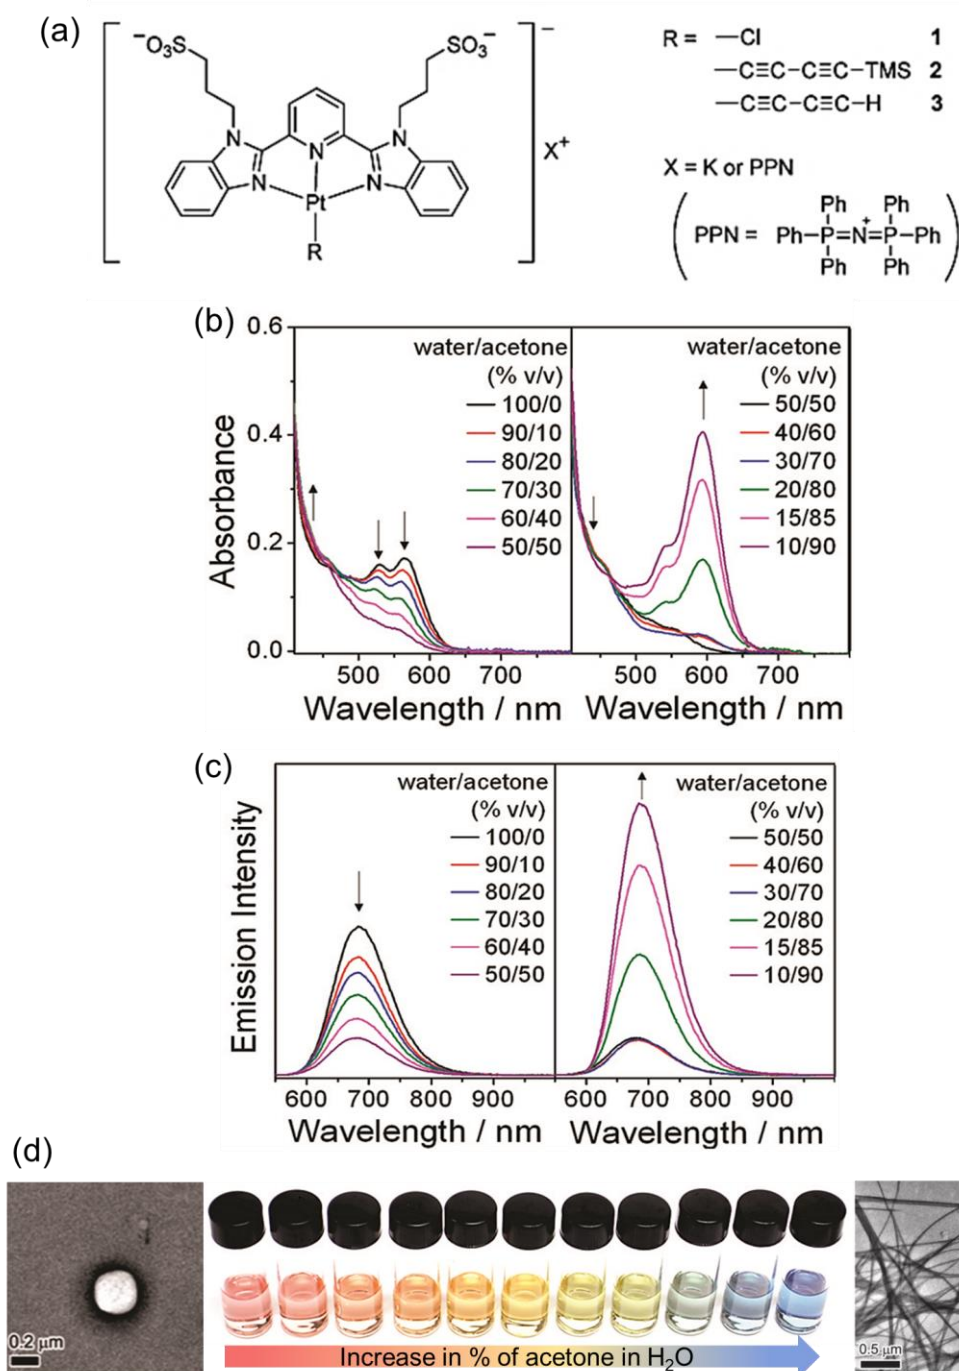 (a)
⁻O₃S
SO₃⁻
N
N
N
N
N
Pt
R
−
X⁺
R = —Cl 1
—C≡C—C≡C—TMS 2
—C≡C—C≡C—H 3
X = K or PPN
PPN =
Ph Ph
Ph—P=N⁺=P—Ph
Ph Ph
(b)
Absorbance
0.6
0.4
0.2
0.0
water/acetone
(% v/v)
100/0
90/10
80/20
70/30
60/40
50/50
500 600 700
Wavelength / nm
water/acetone
(% v/v)
50/50
40/60
30/70
20/80
15/85
10/90
500 600 700
Wavelength / nm
(c)
Emission Intensity
water/acetone
(% v/v)
100/0
90/10
80/20
70/30
60/40
50/50
600 700 800 900
Wavelength / nm
water/acetone
(% v/v)
50/50
40/60
30/70
20/80
15/85
10/90
600 700 800 900
Wavelength / nm
(d)
0.2 μm
Increase in % of acetone in H₂O
0.5 μm